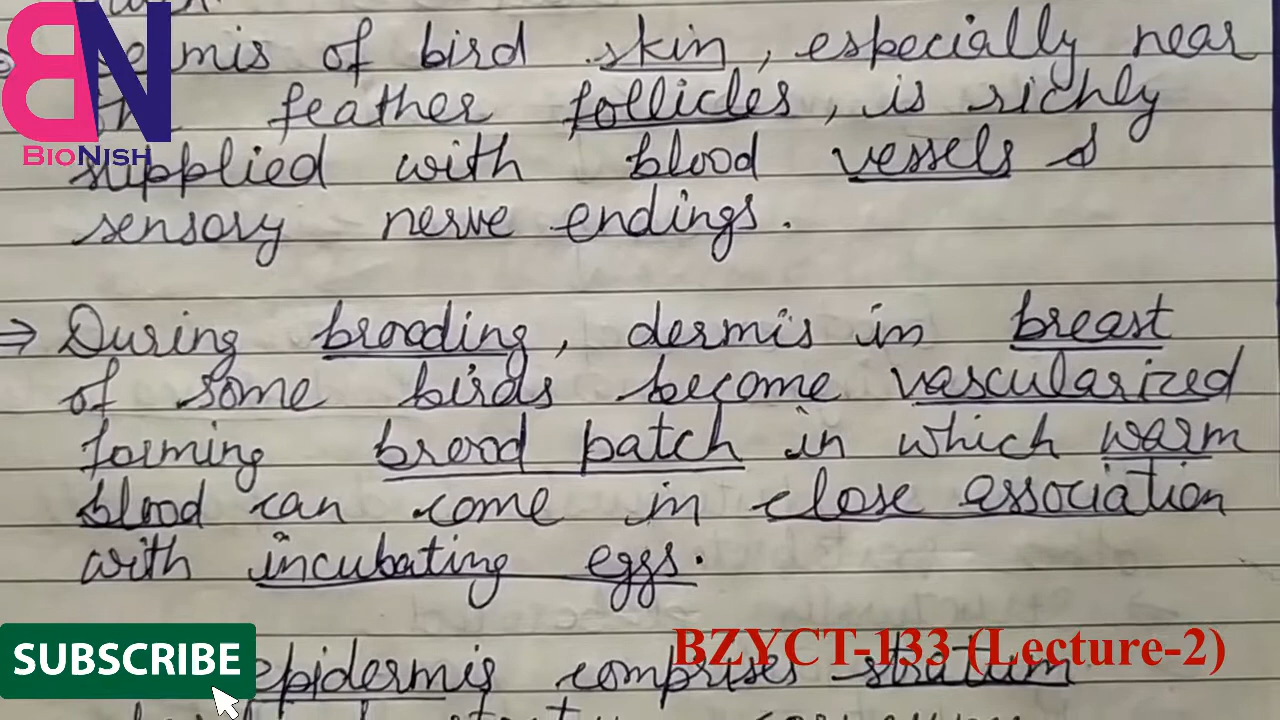 BN
BIONISH
dermis of bird skin, especially near
the feather follicles, is richly
supplied with blood vessels &
sensory nerve endings.
⇒ During brooding, dermis in breast
of some birds become vascularized
forming brood patch in which warm
blood can come in close association
with incubating eggs.
SUBSCRIBE
BZYCT-133 (Lecture-2)
epidermis comprises stratum